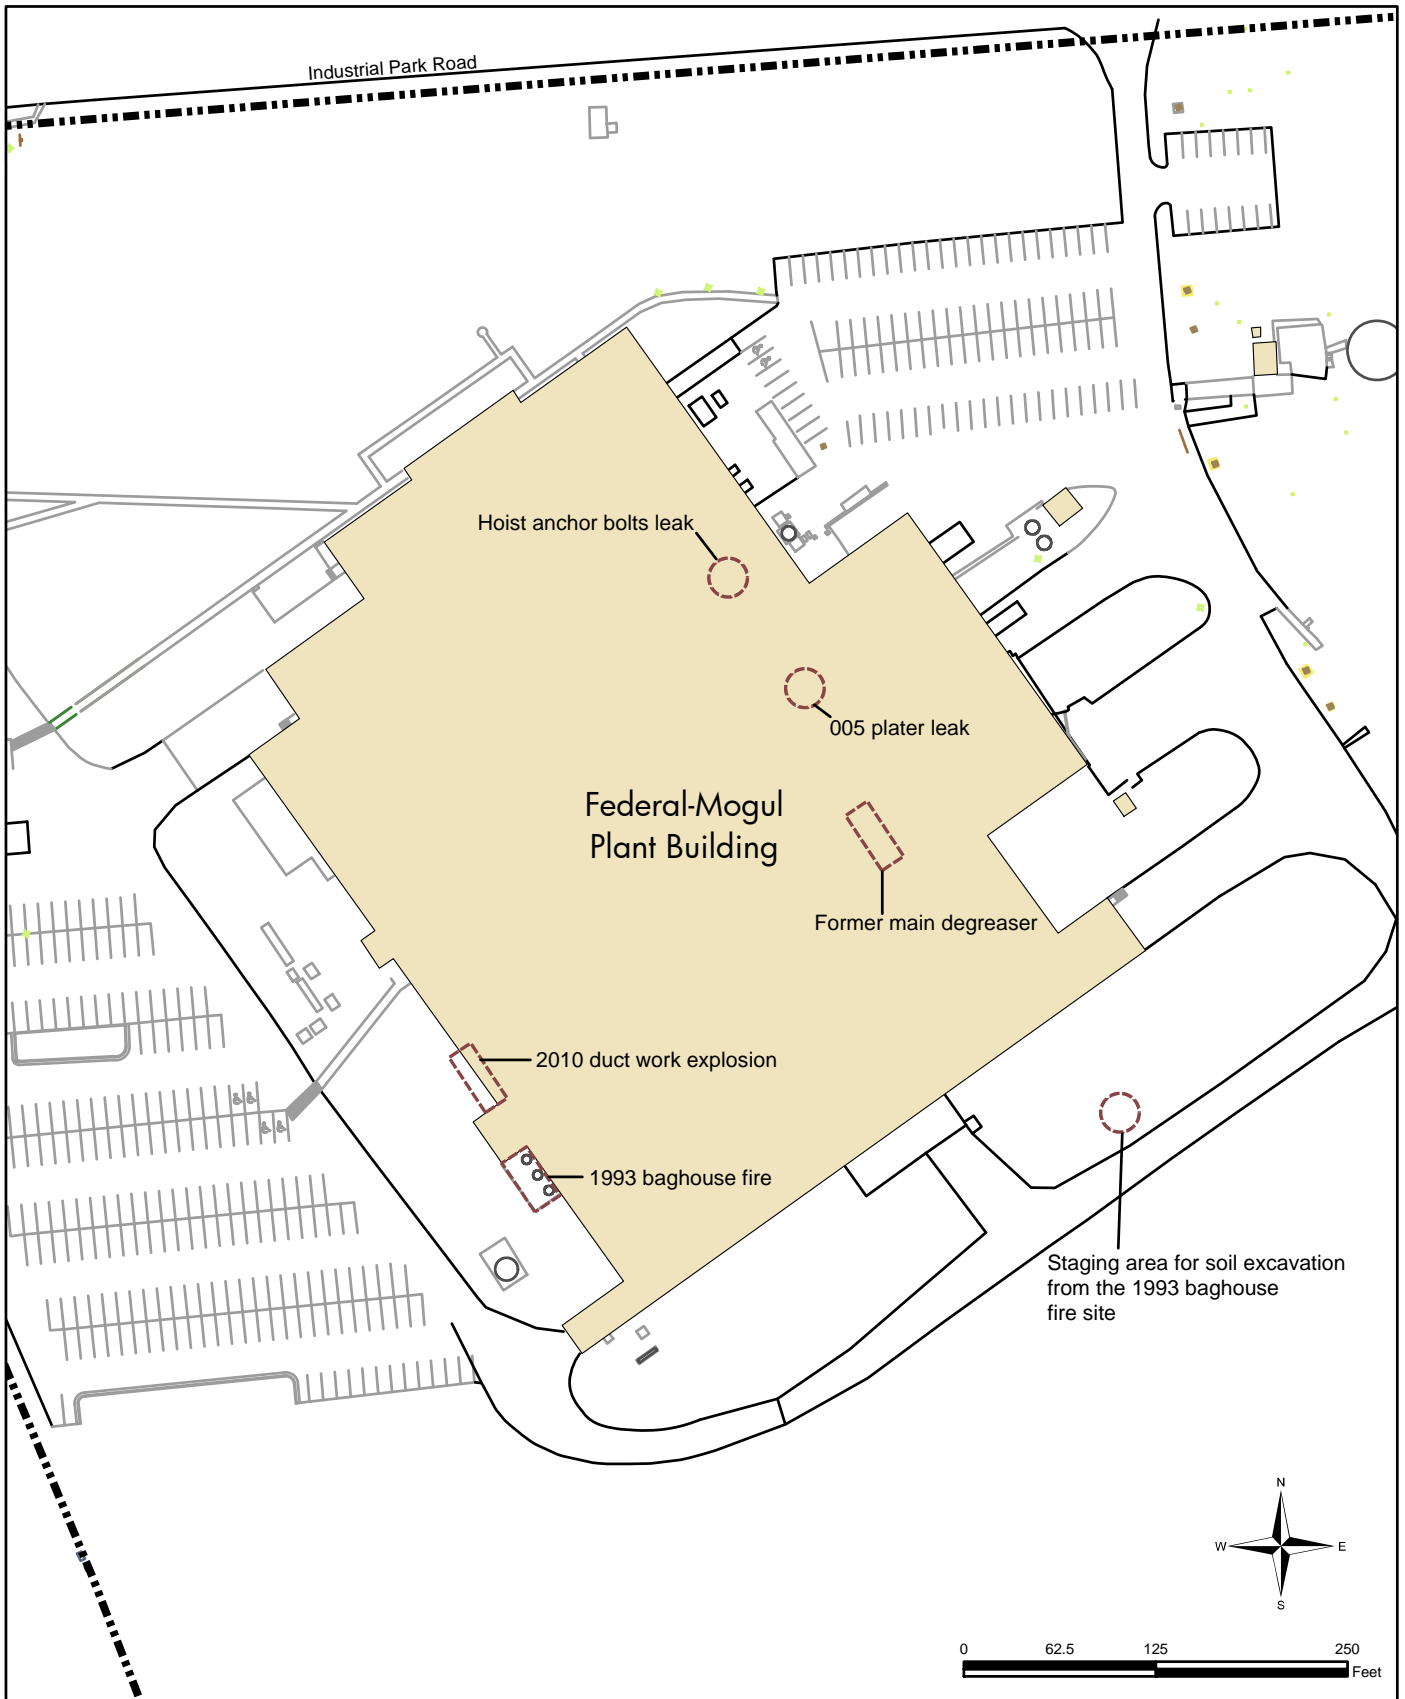 Industrial Park Road
Hoist anchor bolts leak
005 plater leak
Federal-Mogul
Plant Building
Former main degreaser
2010 duct work explosion
1993 baghouse fire
Staging area for soil excavation
from the 1993 baghouse
fire site
N
W E
S
0 62.5 125 250
Feet